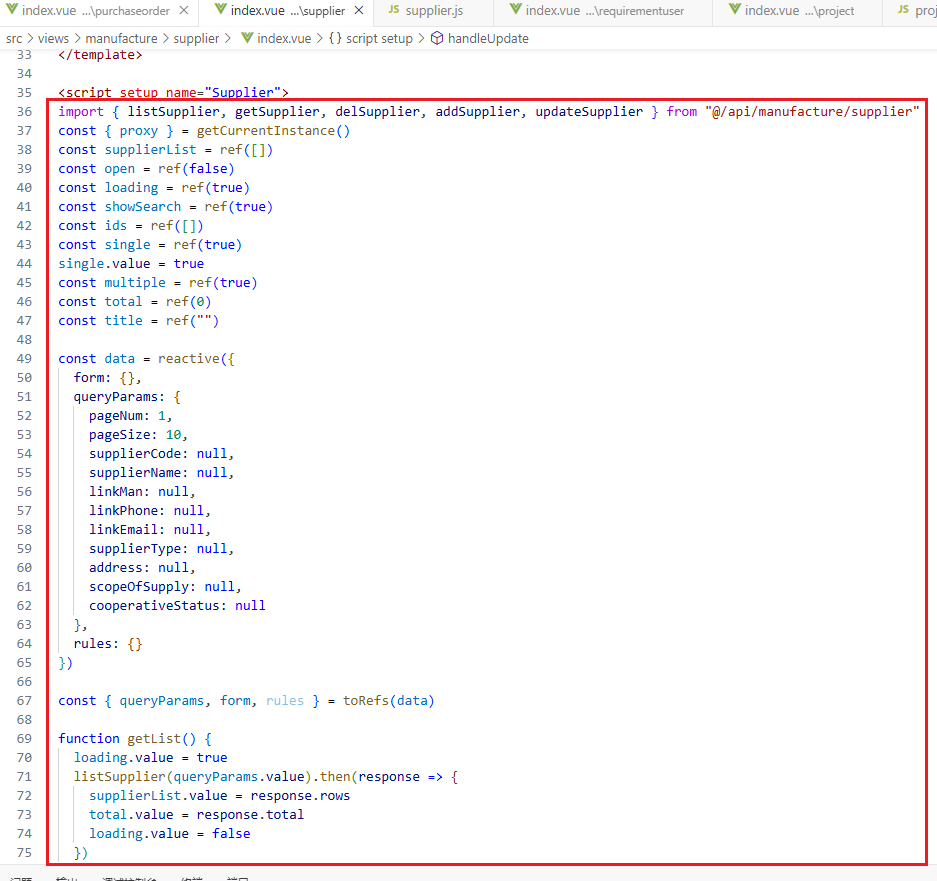 index.vue ...\purchaseorder × index.vue ...\supplier × JS supplier.js index.vue ...\requirementuser index.vue ...\project JS
src > views > manufacture > supplier > index.vue > {} script setup > handleUpdate
33 </template>
34
35 <script setup name="Supplier">
36 import { listSupplier, getSupplier, delSupplier, addSupplier, updateSupplier } from "@/api/manufacture/supplier"
37 const { proxy } = getCurrentInstance()
38 const supplierList = ref([])
39 const open = ref(false)
40 const loading = ref(true)
41 const showSearch = ref(true)
42 const ids = ref([])
43 const single = ref(true)
44 single.value = true
45 const multiple = ref(true)
46 const total = ref(0)
47 const title = ref("")
48
49 const data = reactive({
50 form: {},
51 queryParams: {
52 pageNum: 1,
53 pageSize: 10,
54 supplierCode: null,
55 supplierName: null,
56 linkMan: null,
57 linkPhone: null,
58 linkEmail: null,
59 supplierType: null,
60 address: null,
61 scopeOfSupply: null,
62 cooperativeStatus: null
63 },
64 rules: {}
65 })
66
67 const { queryParams, form, rules } = toRefs(data)
68
69 function getList() {
70 loading.value = true
71 listSupplier(queryParams.value).then(response => {
72 supplierList.value = response.rows
73 total.value = response.total
74 loading.value = false
75 })